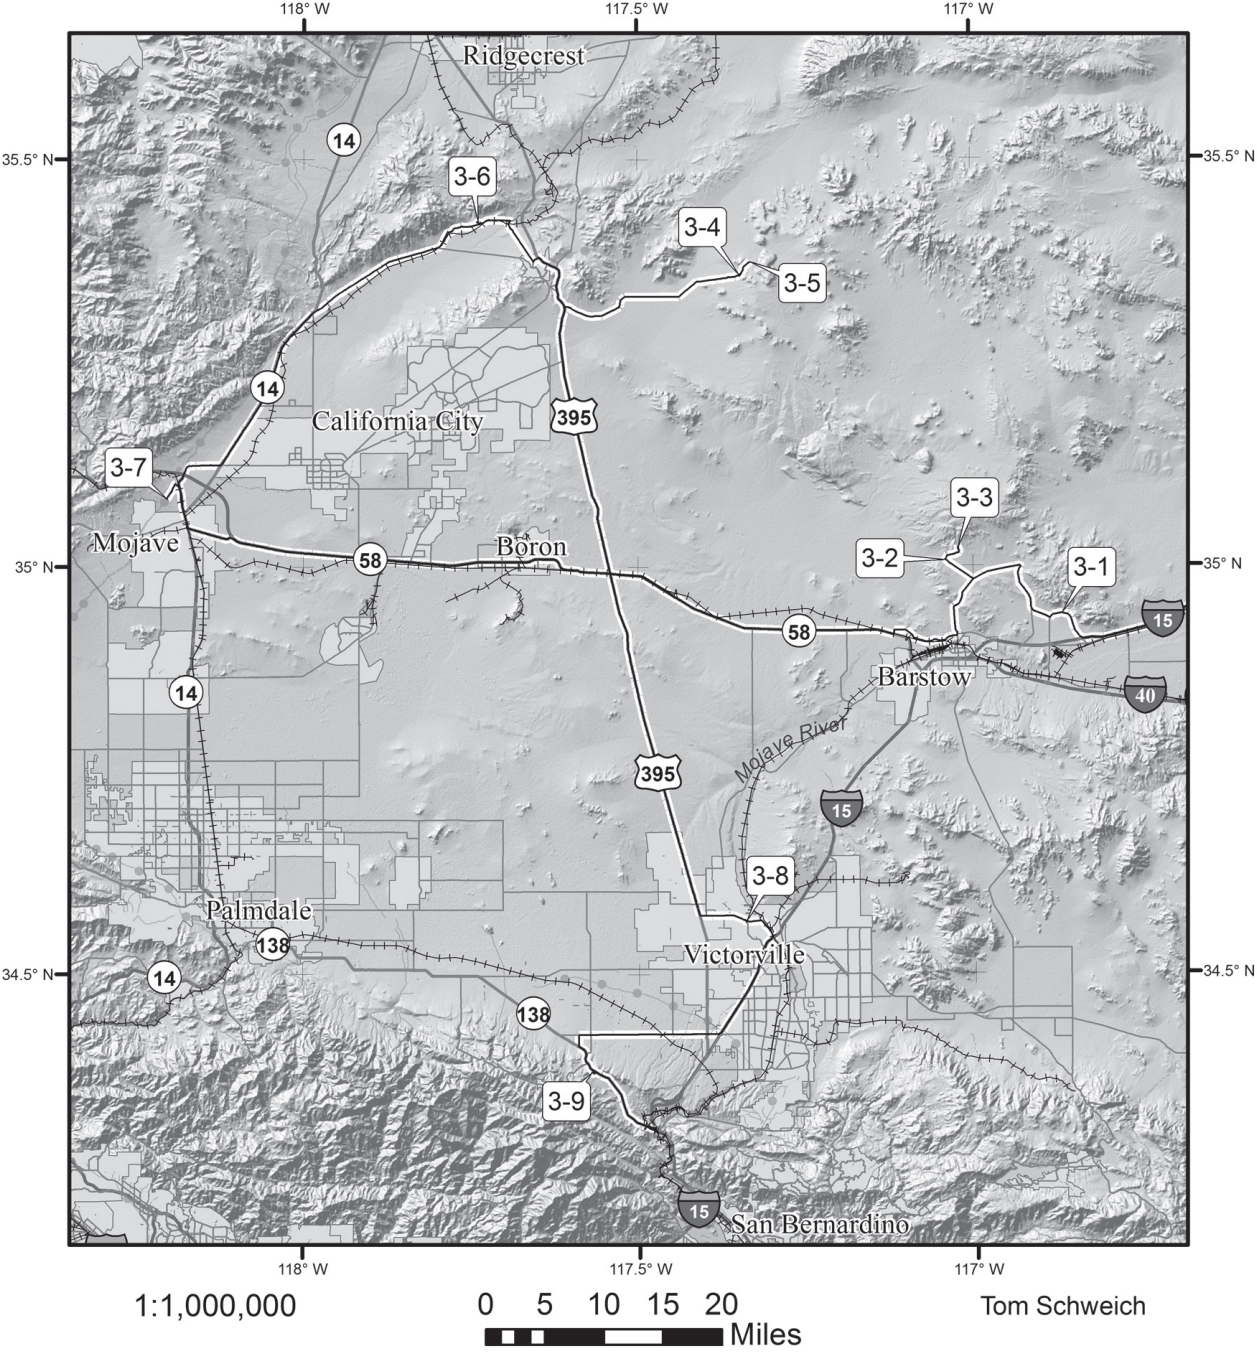 118° W
117.5° W
117° W
Ridgecrest
14
35.5° N
35.5° N
3-6
3-4
3-5
14
395
California City
3-7
3-3
Mojave
Boron
3-2
3-1
35° N
58
35° N
15
58
Barstow
14
40
Mojave River
395
15
3-8
Palmdale
138
Victorville
34.5° N
14
34.5° N
138
3-9
15
San Bernardino
118° W
117.5° W
117° W
1:1,000,000
0 5 10 15 20
Miles
Tom Schweich